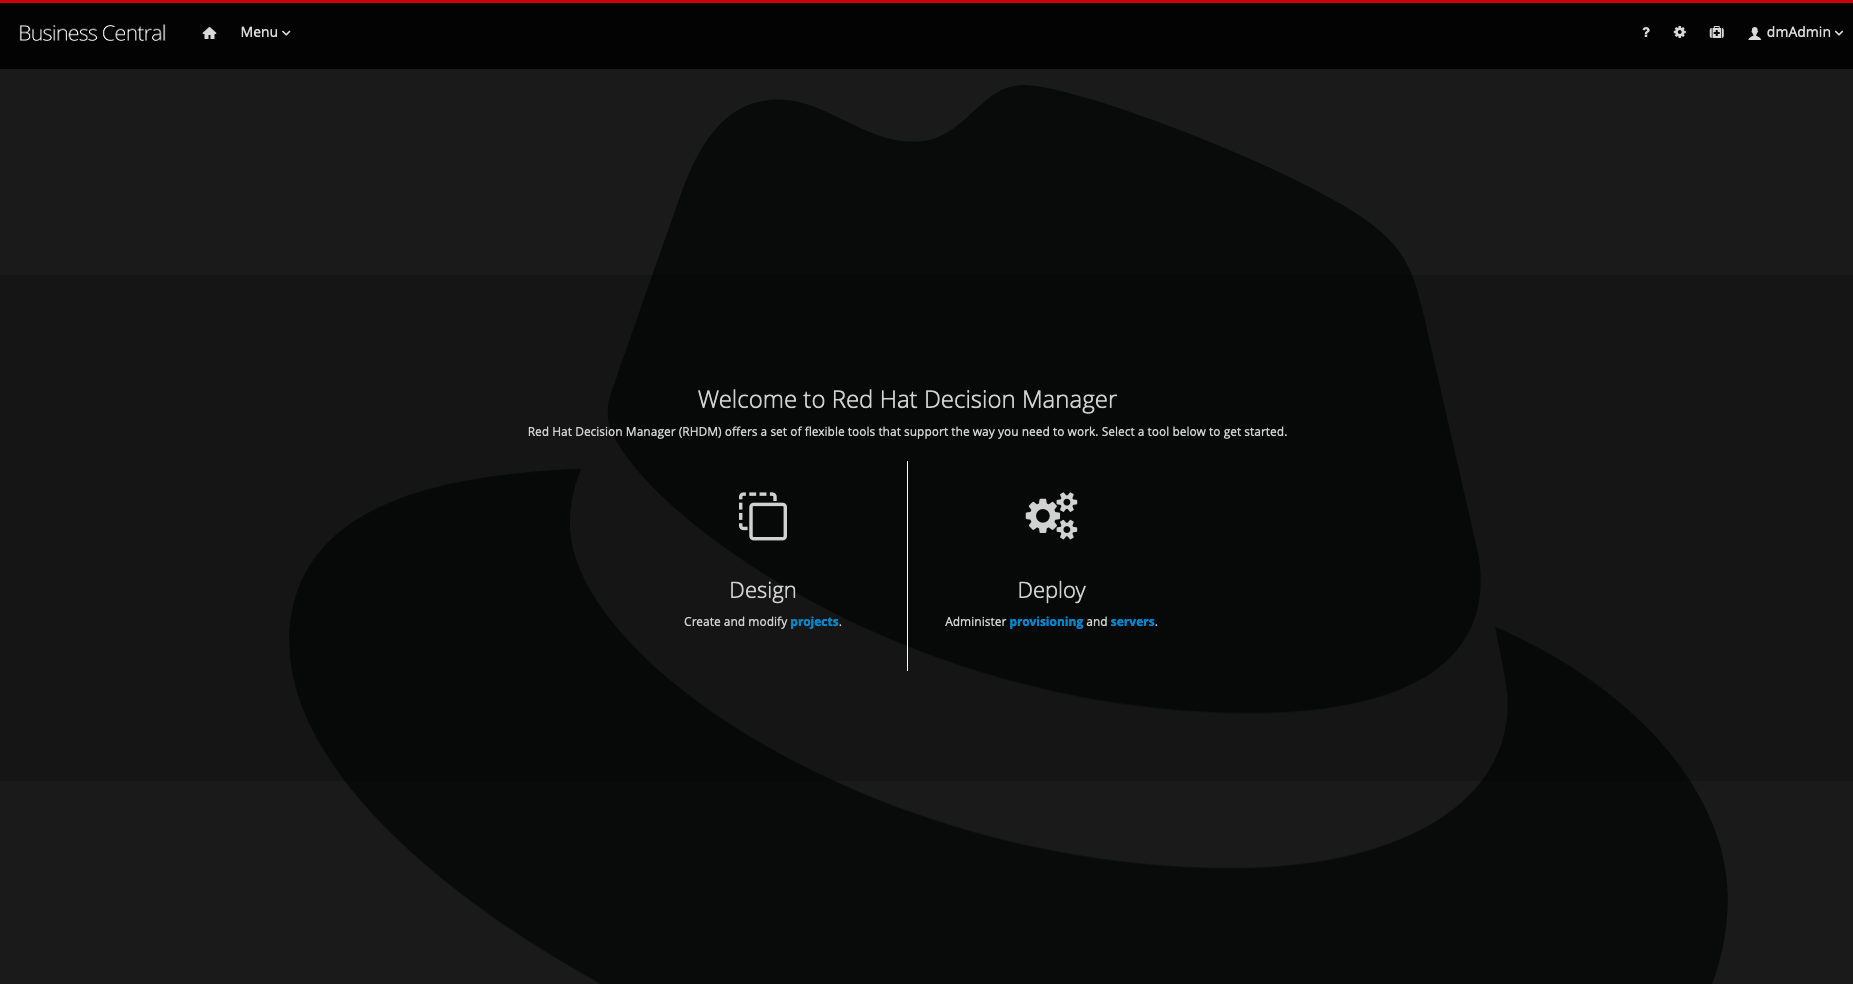 Business Central
Menu
?
dmAdmin
Welcome to Red Hat Decision Manager
Red Hat Decision Manager (RHDM) offers a set of flexible tools that support the way you need to work. Select a tool below to get started.
Design
Create and modify projects.
Deploy
Administer provisioning and servers.